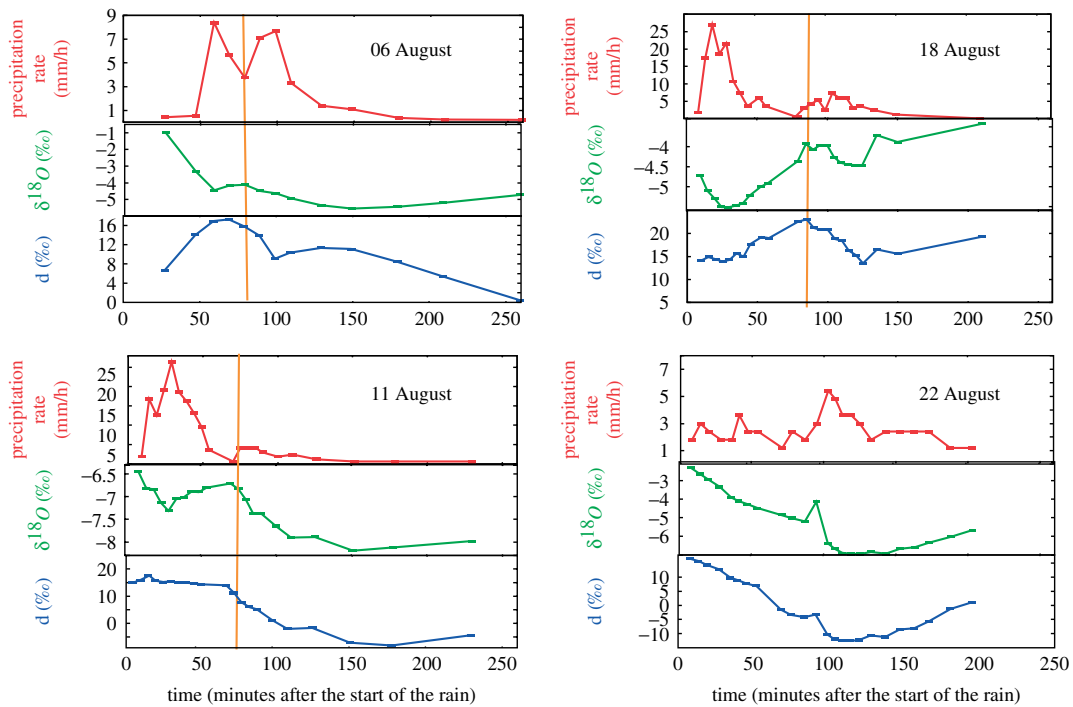 precipitation
rate
(mm/h)
9
7
5
3
1
06 August
δ18O (‰)
−1
−2
−3
−4
−5
d (‰)
16
12
8
4
0
0
50
100
150
200
250
precipitation
rate
(mm/h)
25
20
15
10
5
18 August
δ18O (‰)
−4
−4.5
−5
d (‰)
20
15
10
5
0
50
100
150
200
250
precipitation
rate
(mm/h)
25
20
15
10
5
11 August
δ18O (‰)
−6.5
−7
−7.5
−8
d (‰)
20
10
0
0
50
100
150
200
250
time (minutes after the start of the rain)
precipitation
rate
(mm/h)
7
5
3
1
22 August
δ18O (‰)
−3
−4
−5
−6
d (‰)
10
5
0
−5
−10
0
50
100
150
200
250
time (minutes after the start of the rain)